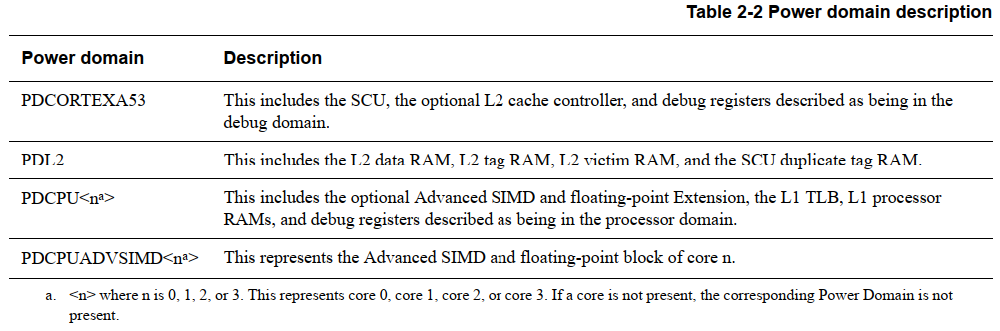 Table 2-2 Power domain description
Power domain Description
PDCORTEXA53 This includes the SCU, the optional L2 cache controller, and debug registers described as being in the
debug domain.
PDL2 This includes the L2 data RAM, L2 tag RAM, L2 victim RAM, and the SCU duplicate tag RAM.
PDCPU<nᵃ> This includes the optional Advanced SIMD and floating-point Extension, the L1 TLB, L1 processor
RAMs, and debug registers described as being in the processor domain.
PDCPUADVSIMD<nᵃ> This represents the Advanced SIMD and floating-point block of core n.
a. <n> where n is 0, 1, 2, or 3. This represents core 0, core 1, core 2, or core 3. If a core is not present, the corresponding Power Domain is not
present.